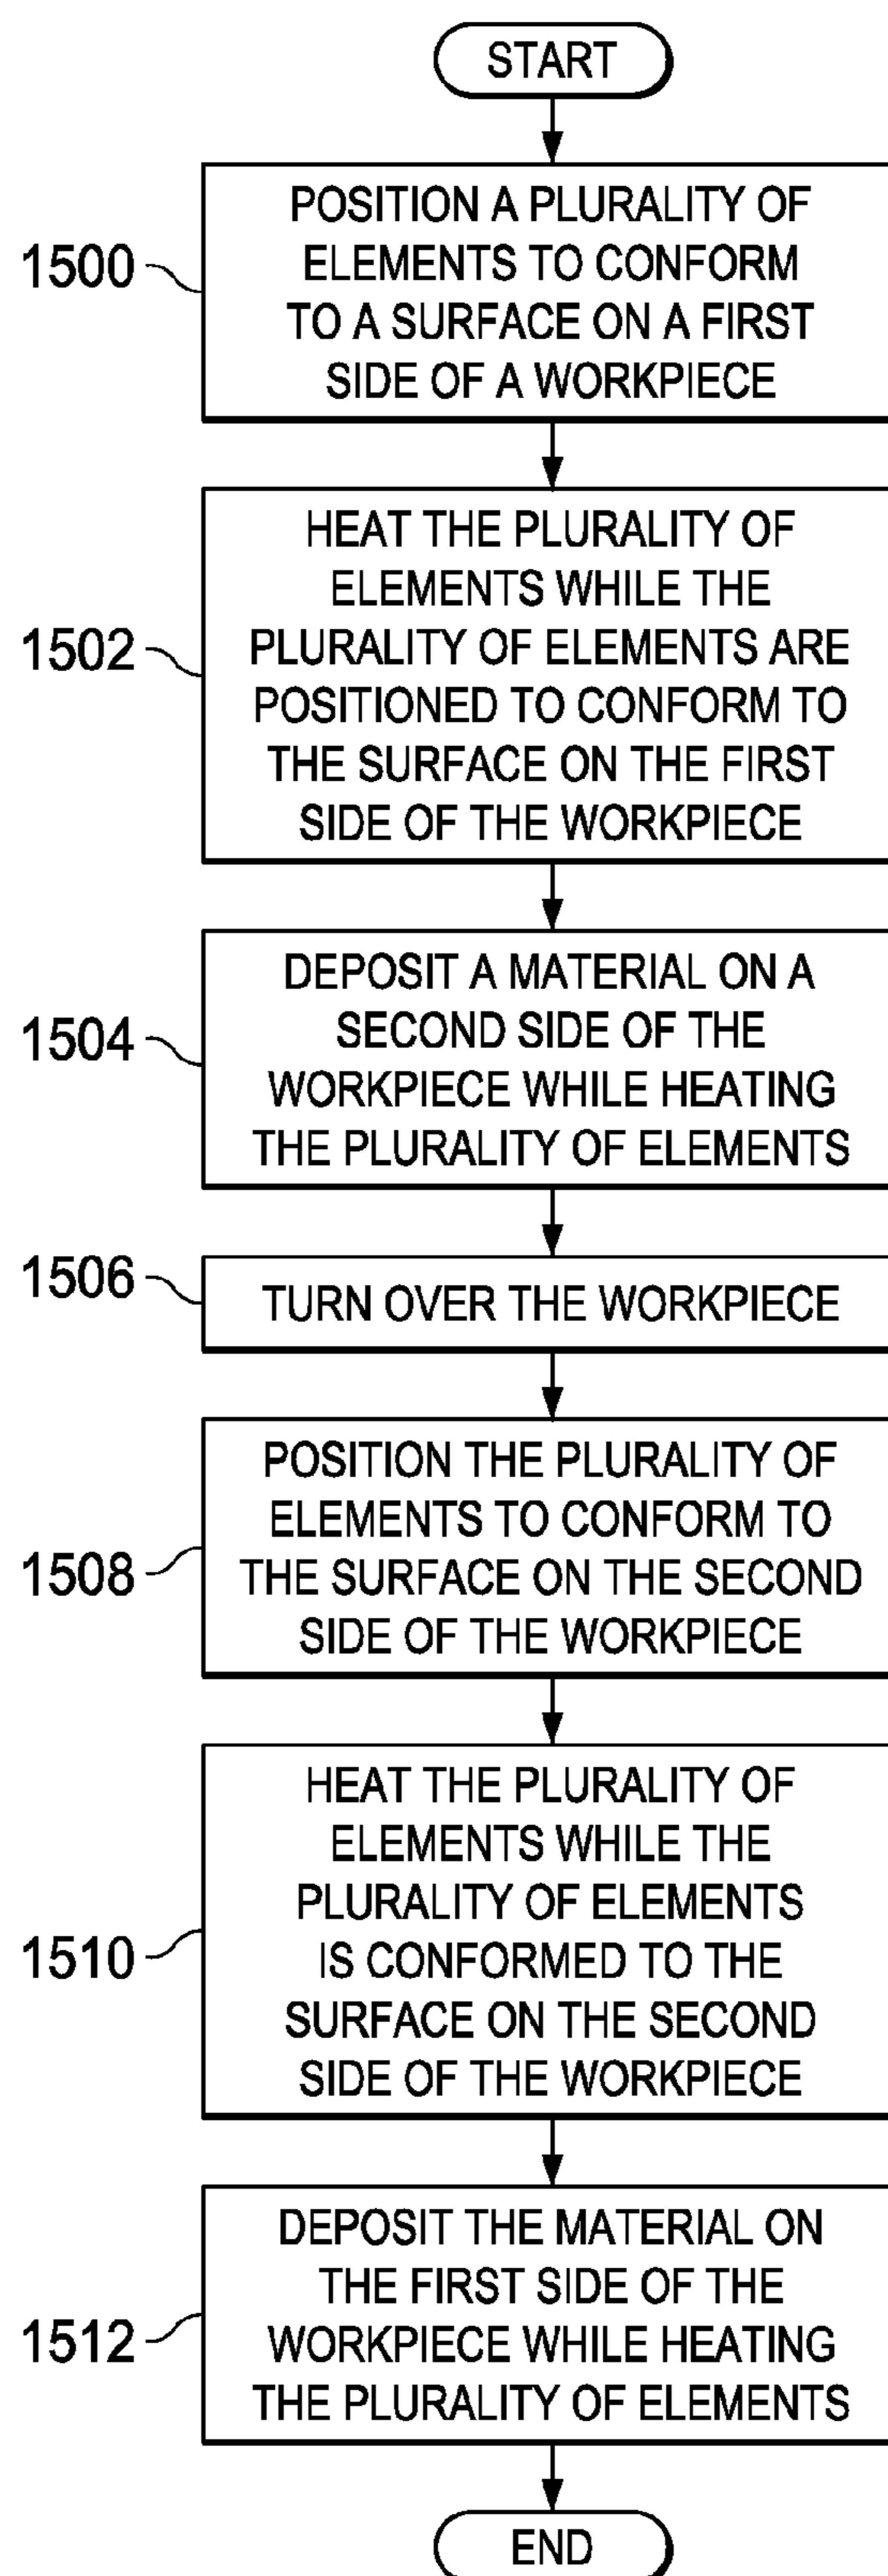 START
1500
POSITION A PLURALITY OF
ELEMENTS TO CONFORM
TO A SURFACE ON A FIRST
SIDE OF A WORKPIECE
1502
HEAT THE PLURALITY OF
ELEMENTS WHILE THE
PLURALITY OF ELEMENTS ARE
POSITIONED TO CONFORM TO
THE SURFACE ON THE FIRST
SIDE OF THE WORKPIECE
1504
DEPOSIT A MATERIAL ON A
SECOND SIDE OF THE
WORKPIECE WHILE HEATING
THE PLURALITY OF ELEMENTS
1506
TURN OVER THE WORKPIECE
1508
POSITION THE PLURALITY OF
ELEMENTS TO CONFORM TO
THE SURFACE ON THE SECOND
SIDE OF THE WORKPIECE
1510
HEAT THE PLURALITY OF
ELEMENTS WHILE THE
PLURALITY OF ELEMENTS
IS CONFORMED TO THE
SURFACE ON THE SECOND
SIDE OF THE WORKPIECE
1512
DEPOSIT THE MATERIAL ON
THE FIRST SIDE OF THE
WORKPIECE WHILE HEATING
THE PLURALITY OF ELEMENTS
END